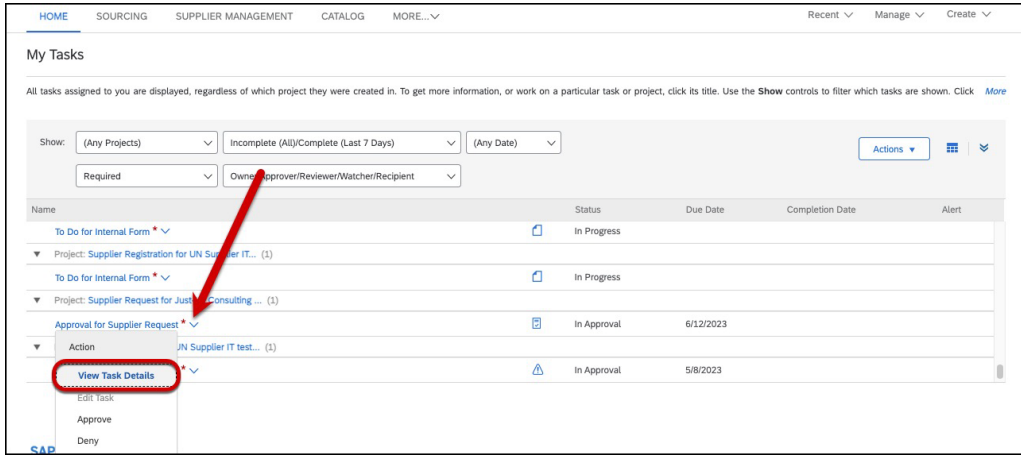 HOME SOURCING SUPPLIER MANAGEMENT CATALOG MORE... Recent Manage Create
My Tasks
All tasks assigned to you are displayed, regardless of which project they were created in. To get more information, or work on a particular task or project, click its title. Use the Show controls to filter which tasks are shown. Click More
Show: (Any Projects) Incomplete (All)/Complete (Last 7 Days) (Any Date) Actions
Required Owner/Approver/Reviewer/Watcher/Recipient
Name Status Due Date Completion Date Alert
To Do for Internal Form * In Progress
Project: Supplier Registration for UN Supplier IT... (1)
To Do for Internal Form * In Progress
Project: Supplier Request for Consulting ... (1)
Approval for Supplier Request * In Approval 6/12/2023
Action UN Supplier IT test... (1)
View Task Details * In Approval 5/8/2023
Edit Task
Approve
Deny
SAP